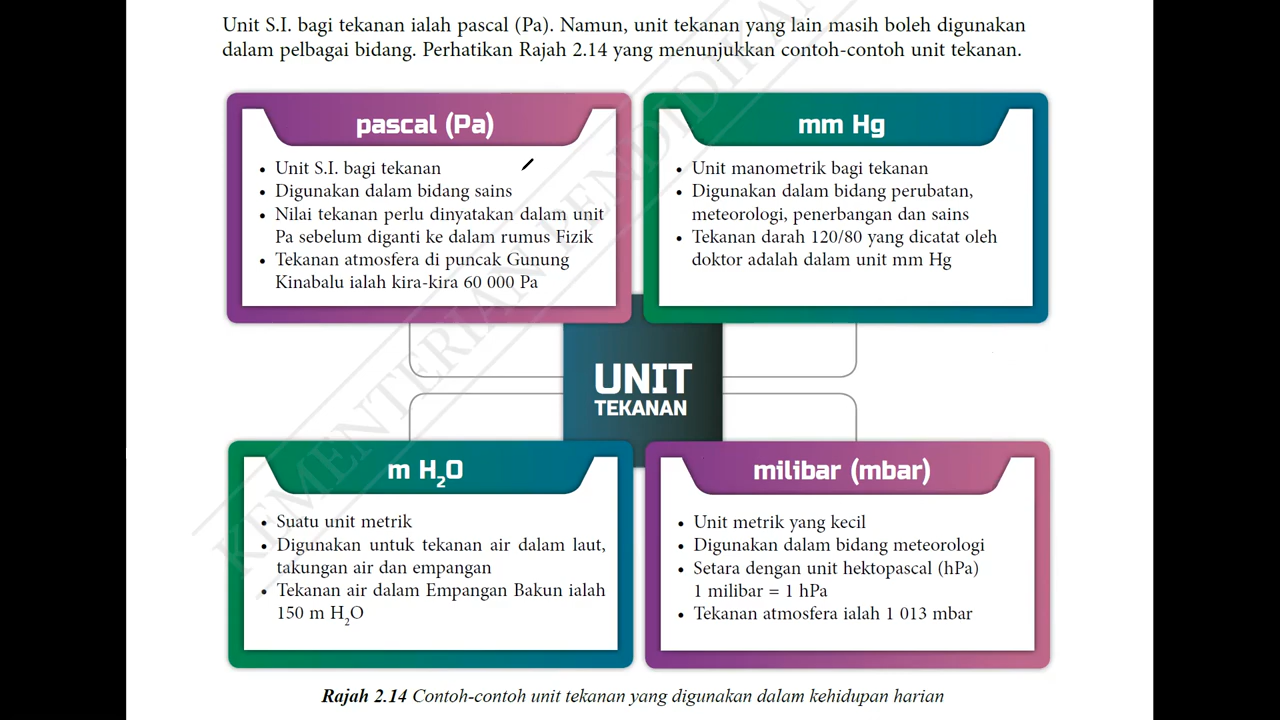 Unit S.I. bagi tekanan ialah pascal (Pa). Namun, unit tekanan yang lain masih boleh digunakan
dalam pelbagai bidang. Perhatikan Rajah 2.14 yang menunjukkan contoh-contoh unit tekanan.
pascal (Pa)
• Unit S.I. bagi tekanan
• Digunakan dalam bidang sains
• Nilai tekanan perlu dinyatakan dalam unit
Pa sebelum diganti ke dalam rumus Fizik
• Tekanan atmosfera di puncak Gunung
Kinabalu ialah kira-kira 60 000 Pa
mm Hg
• Unit manometrik bagi tekanan
• Digunakan dalam bidang perubatan,
meteorologi, penerbangan dan sains
• Tekanan darah 120/80 yang dicatat oleh
doktor adalah dalam unit mm Hg
UNIT
TEKANAN
m H₂O
• Suatu unit metrik
• Digunakan untuk tekanan air dalam laut,
takungan air dan empangan
• Tekanan air dalam Empangan Bakun ialah
150 m H₂O
milibar (mbar)
• Unit metrik yang kecil
• Digunakan dalam bidang meteorologi
• Setara dengan unit hektopascal (hPa)
1 milibar = 1 hPa
• Tekanan atmosfera ialah 1 013 mbar
Rajah 2.14 Contoh-contoh unit tekanan yang digunakan dalam kehidupan harian
KEMENTERIAN PENDIDIKAN